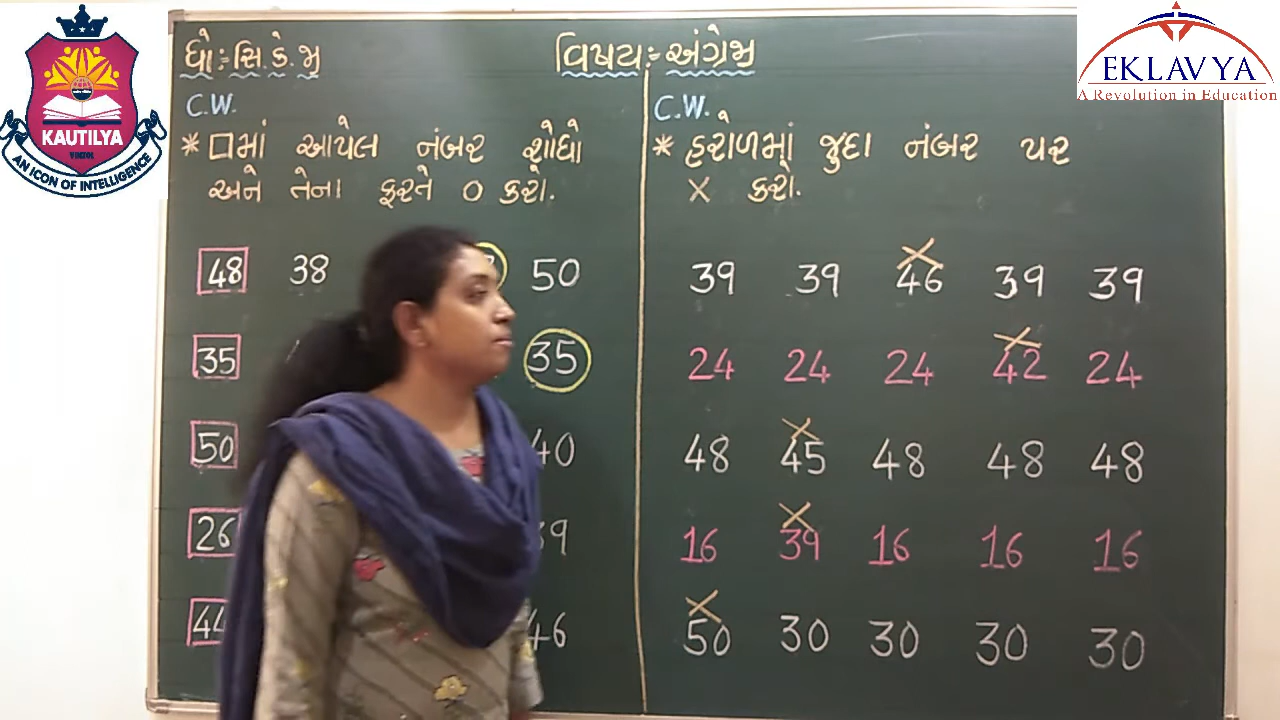 KAUTILYA
VINZOL
AN ICON OF INTELLIGENCE
EKLAVYA
A Revolution in Education
ધો:-સિ.કે.જી
વિષય:-અંગ્રેજી
C.W.
* □માં આપેલ નંબર શોધો
અને તેના ફરતે ○ કરો.
48 38 50
35 35
50 40
26 39
44 46
C.W.
* હરોળમાં જુદા નંબર પર
× કરો.
39 39 46 39 39
24 24 24 42 24
48 45 48 48 48
16 39 16 16 16
50 30 30 30 30